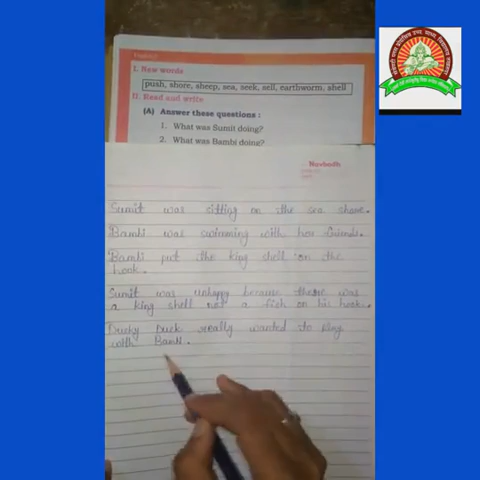 I. New words
push, shore, sheep, sea, seek, sell, earthworm, shell
II. Read and write
(A) Answer these questions :
1. What was Sumit doing?
2. What was Bambi doing?
Navbodh
Sumit was sitting on the sea shore.
Bambi was swimming with her friends.
Bambi put the king shell on the
hook.
Sumit was unhappy because there was
a king shell not a fish on his hook.
Ducky Duck really wanted to play
with Bambi.